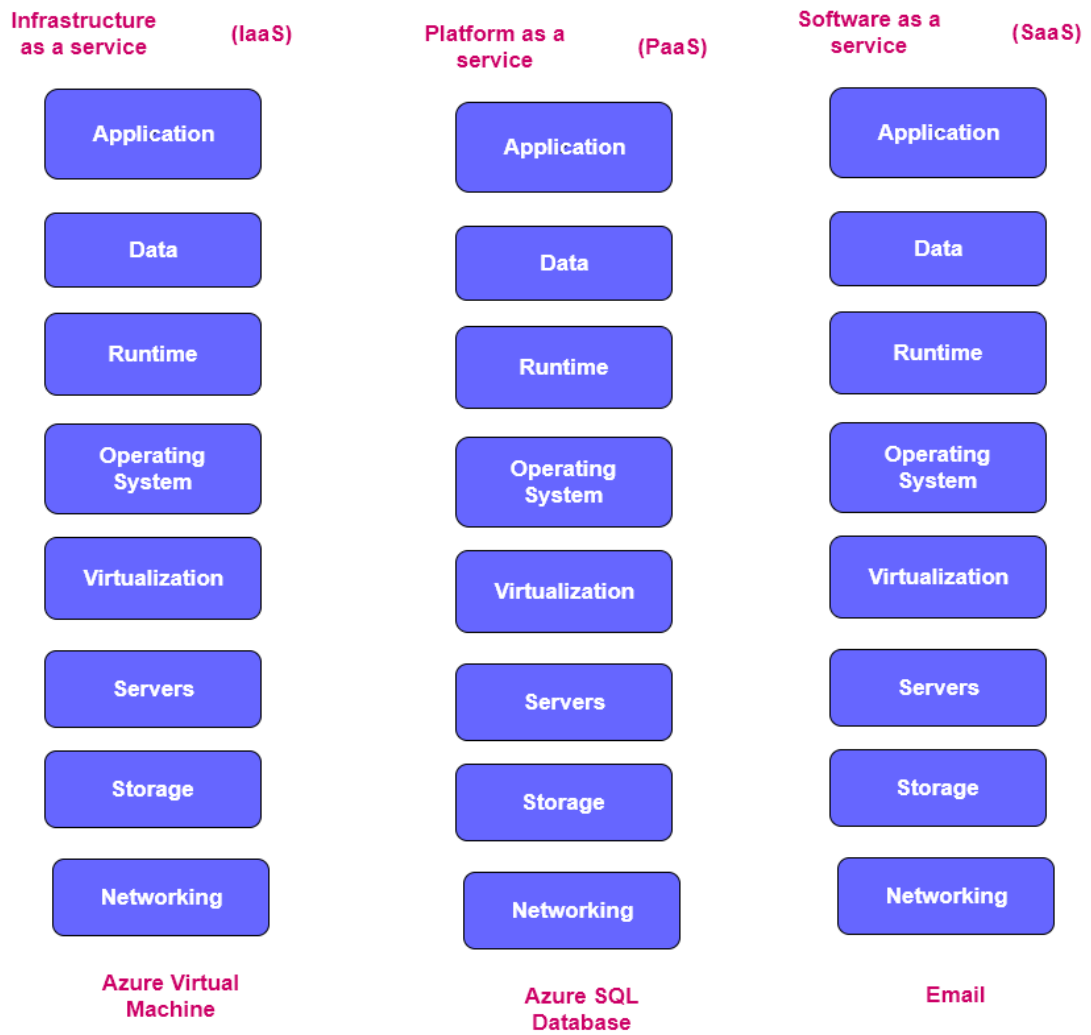 Infrastructure
as a service
(IaaS)
Application
Data
Runtime
Operating
System
Virtualization
Servers
Storage
Networking
Azure Virtual
Machine
Platform as a
service
(PaaS)
Application
Data
Runtime
Operating
System
Virtualization
Servers
Storage
Networking
Azure SQL
Database
Software as a
service
(SaaS)
Application
Data
Runtime
Operating
System
Virtualization
Servers
Storage
Networking
Email